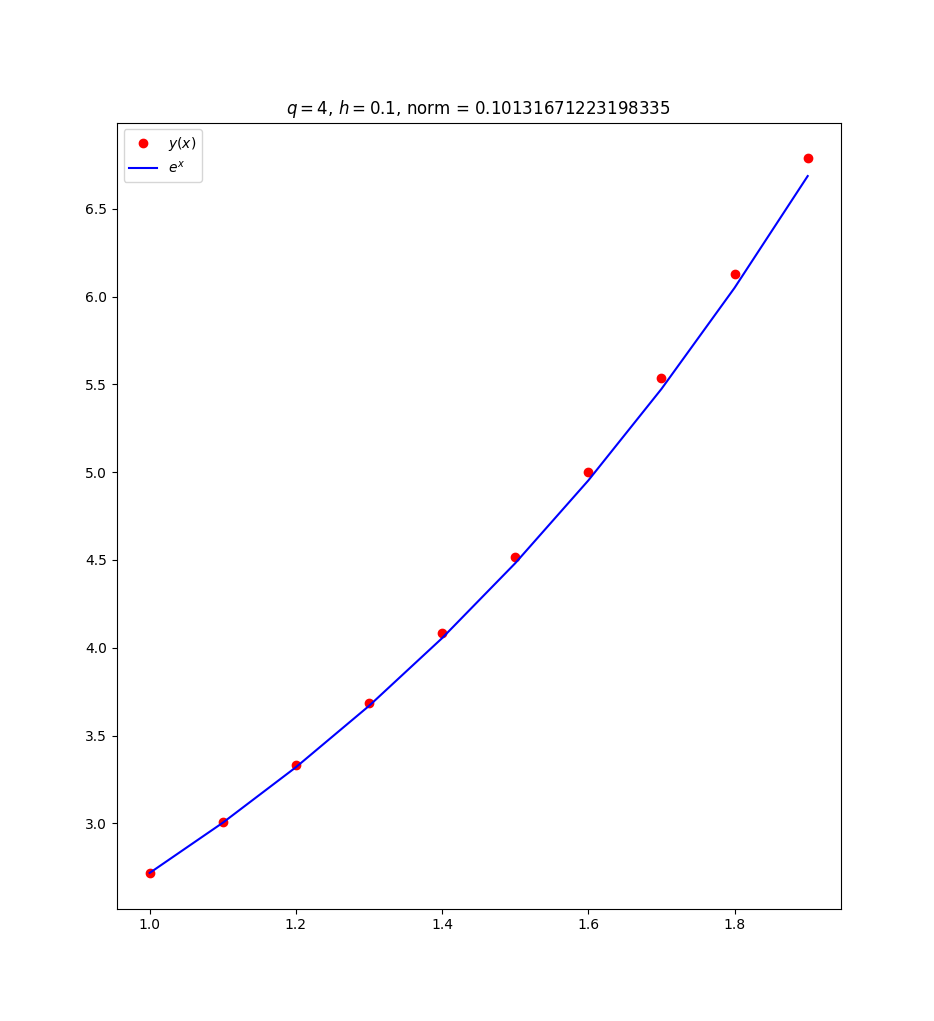 q = 4, h = 0.1, norm = 0.10131671223198335
y(x)
e^x
6.5
6.0
5.5
5.0
4.5
4.0
3.5
3.0
1.0 1.2 1.4 1.6 1.8